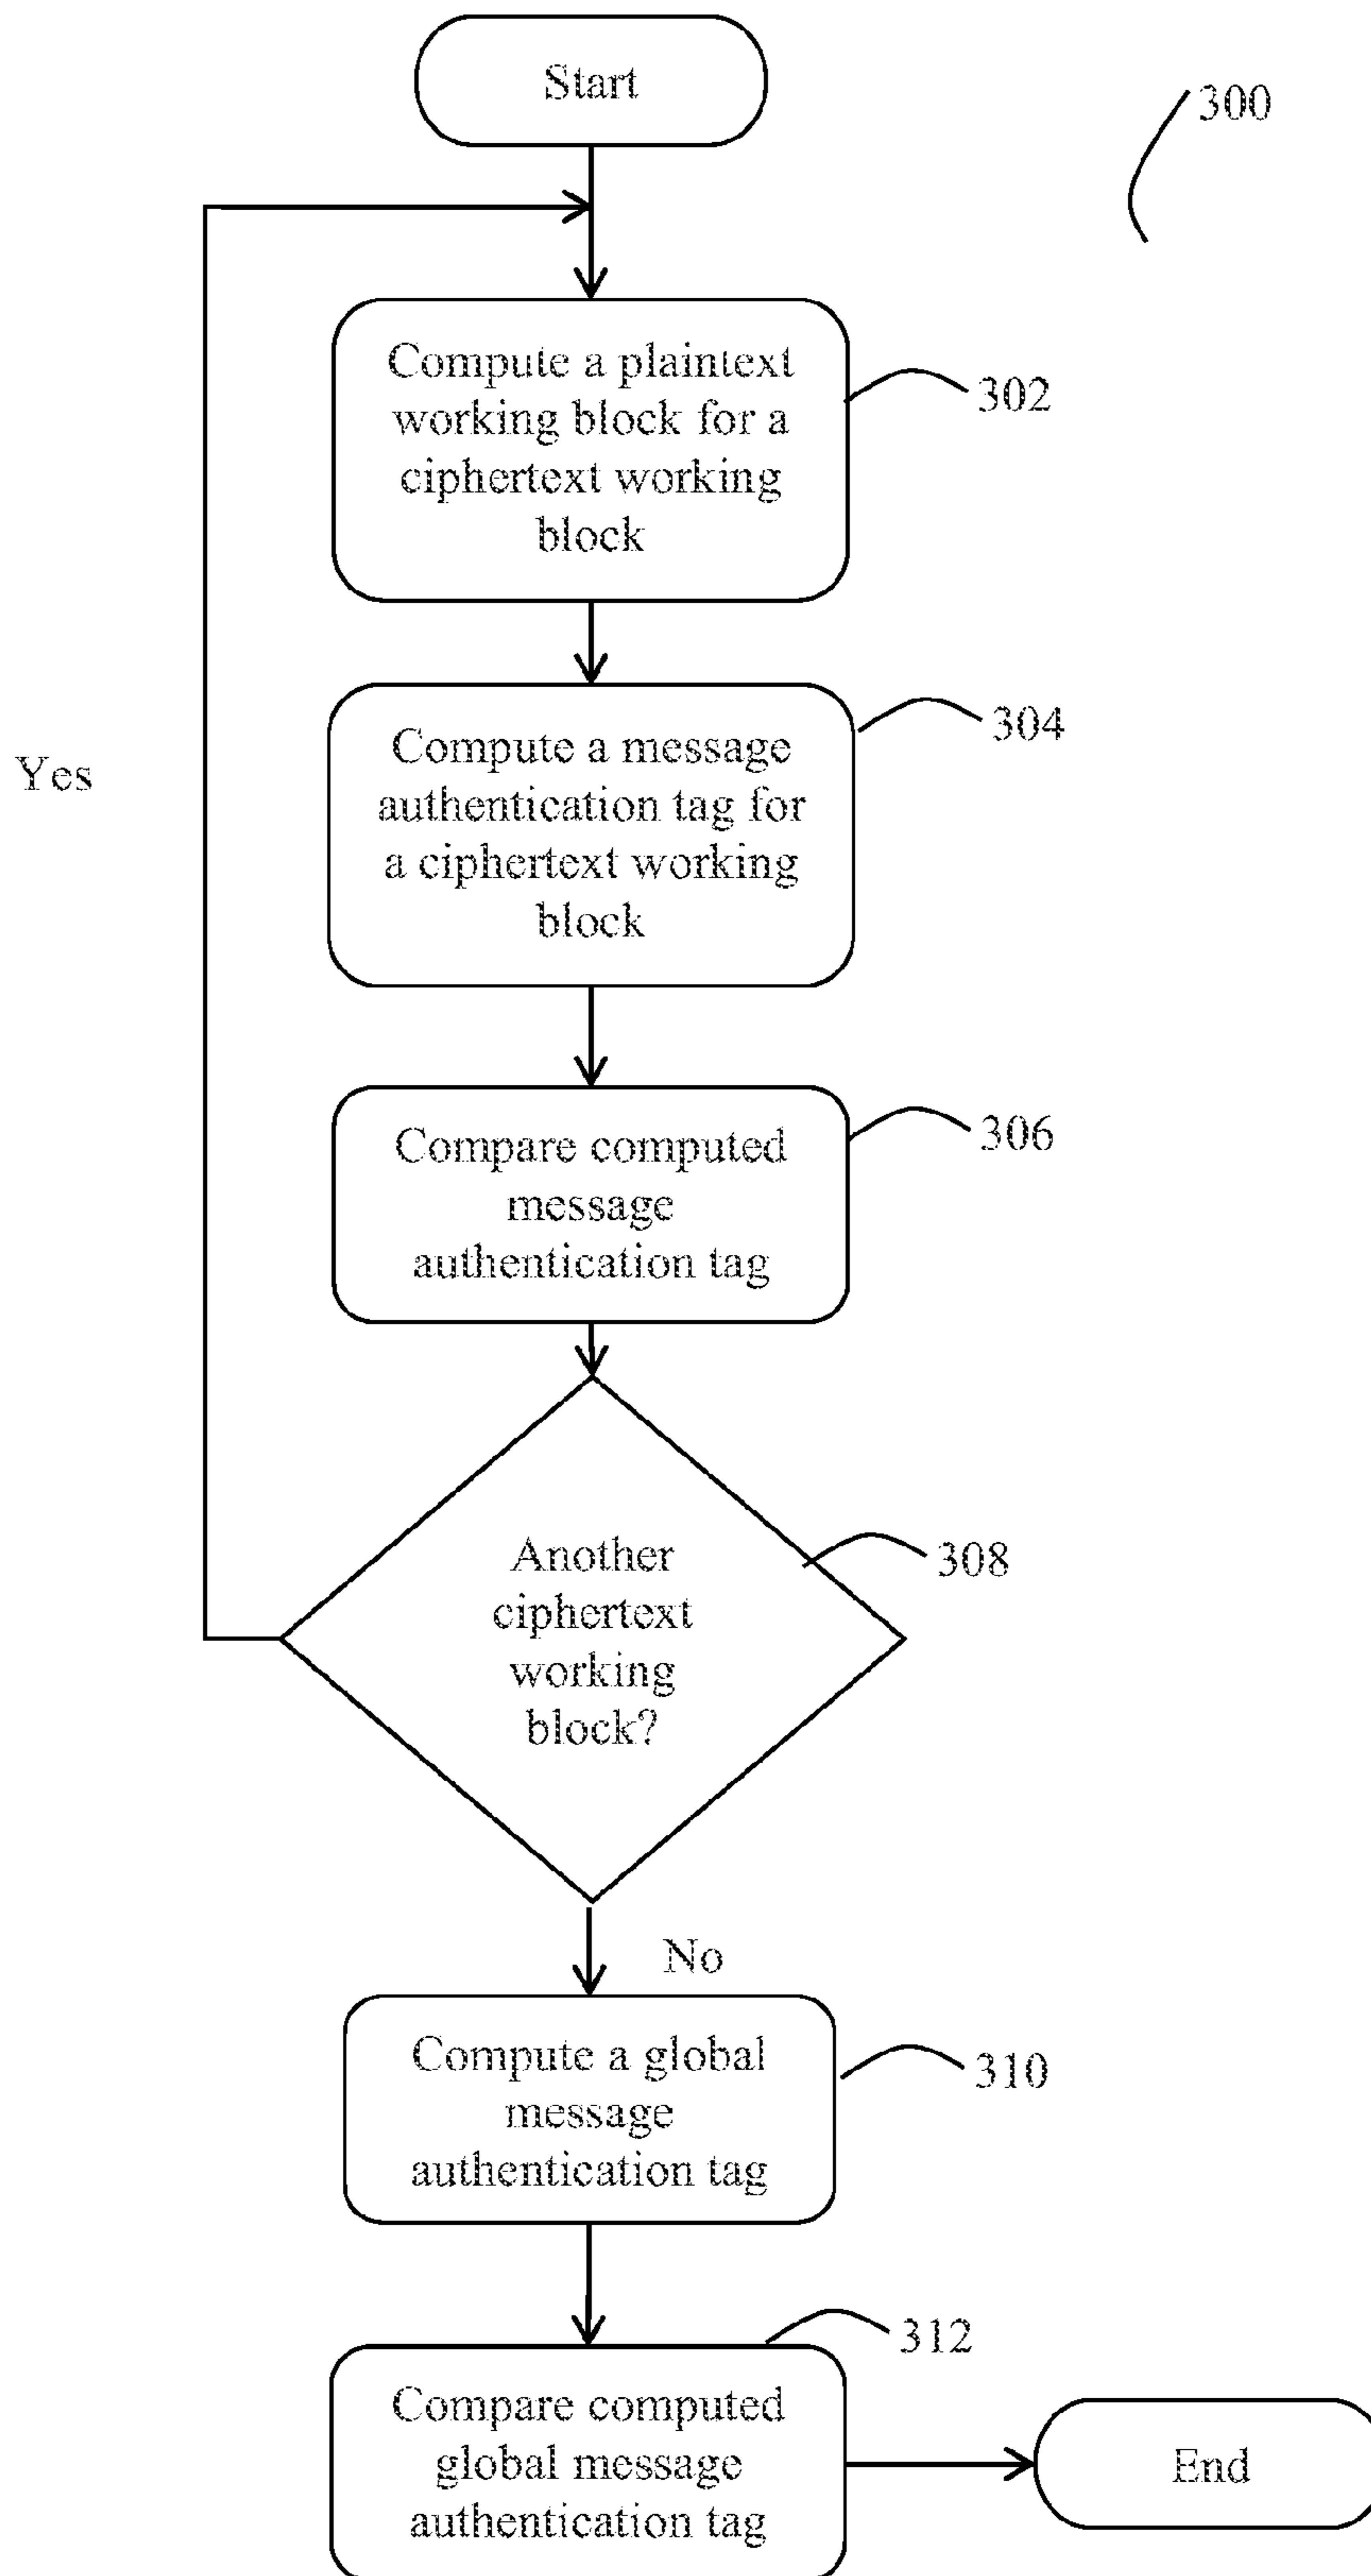 Start
300
Compute a plaintext
working block for a
ciphertext working
block
302
Compute a message
authentication tag for
a ciphertext working
block
304
Yes
Compare computed
message
authentication tag
306
Another
ciphertext
working
block?
308
No
Compute a global
message
authentication tag
310
Compare computed
global message
authentication tag
312
End